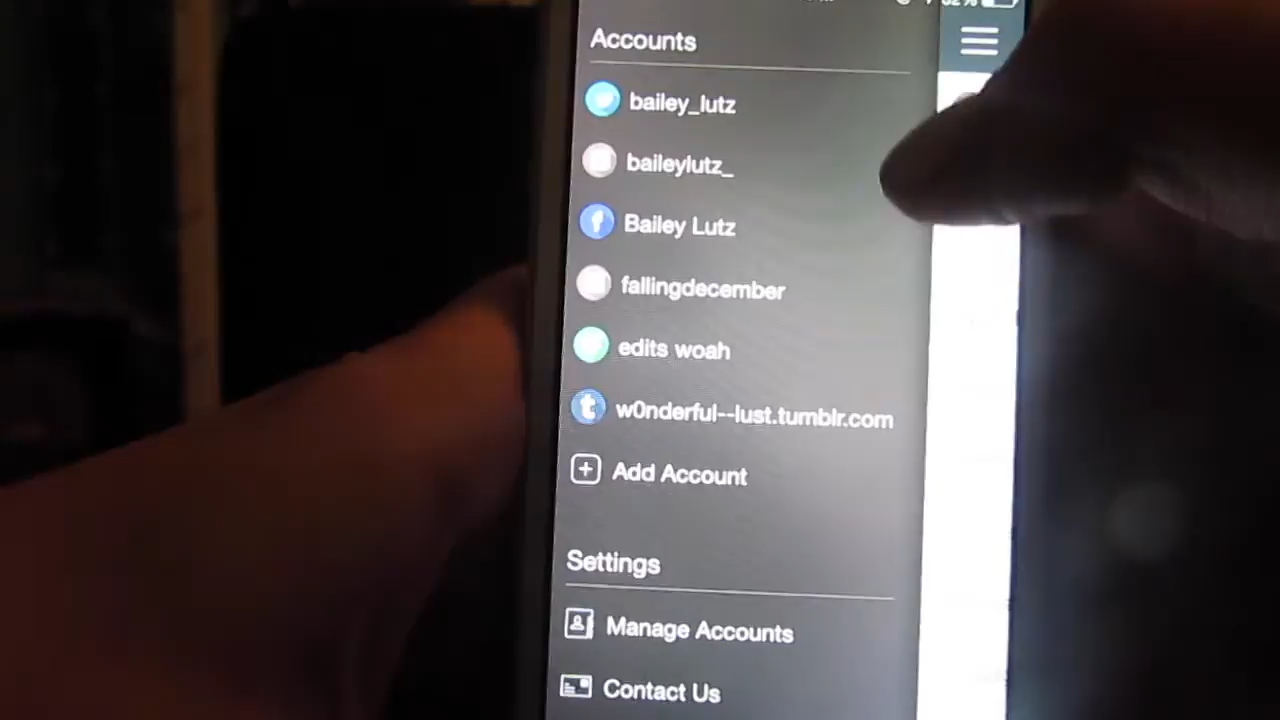 Accounts
bailey_lutz
baileylutz_
Bailey Lutz
fallingdecember
edits woah
w0nderful--lust.tumblr.com
Add Account
Settings
Manage Accounts
Contact Us